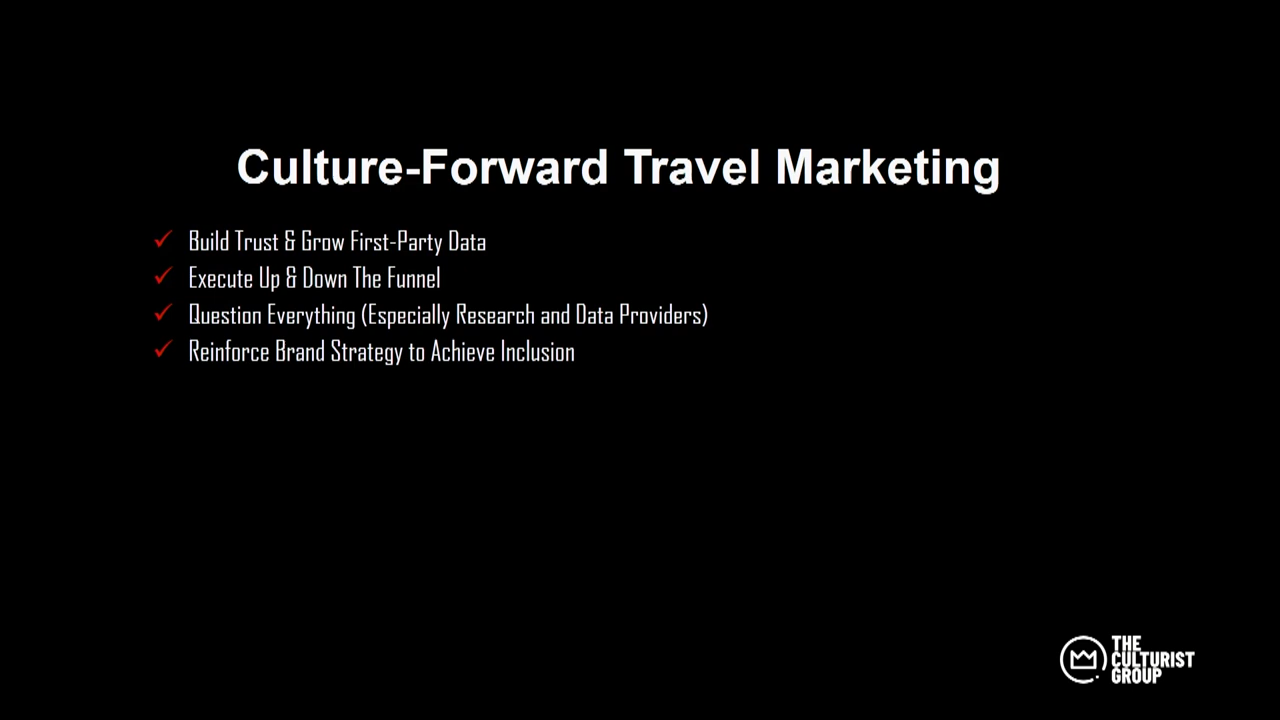 Culture-Forward Travel Marketing
Build Trust & Grow First-Party Data
Execute Up & Down The Funnel
Question Everything (Especially Research and Data Providers)
Reinforce Brand Strategy to Achieve Inclusion
THE
CULTURIST
GROUP